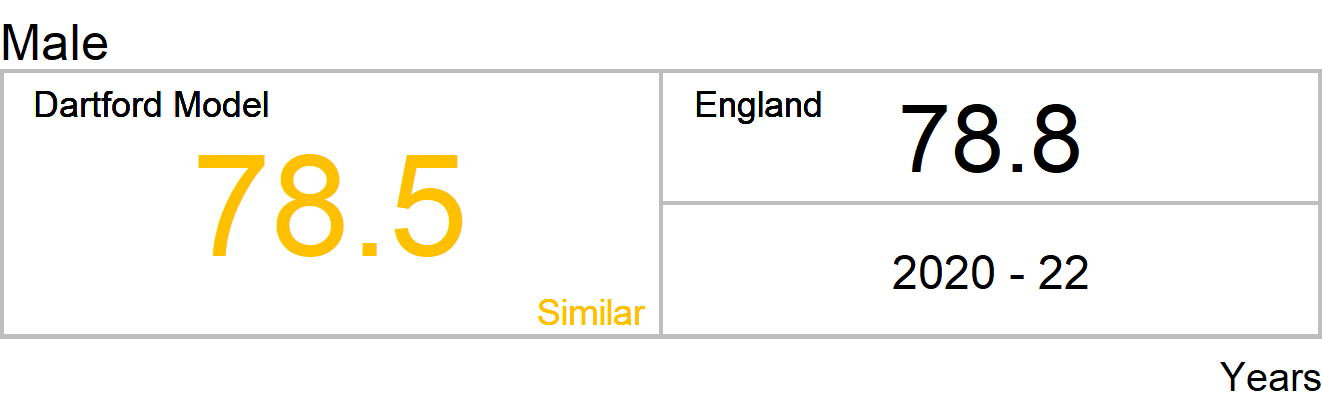 Male
Dartford Model
78.5
Similar
England
78.8
2020 - 22
Years